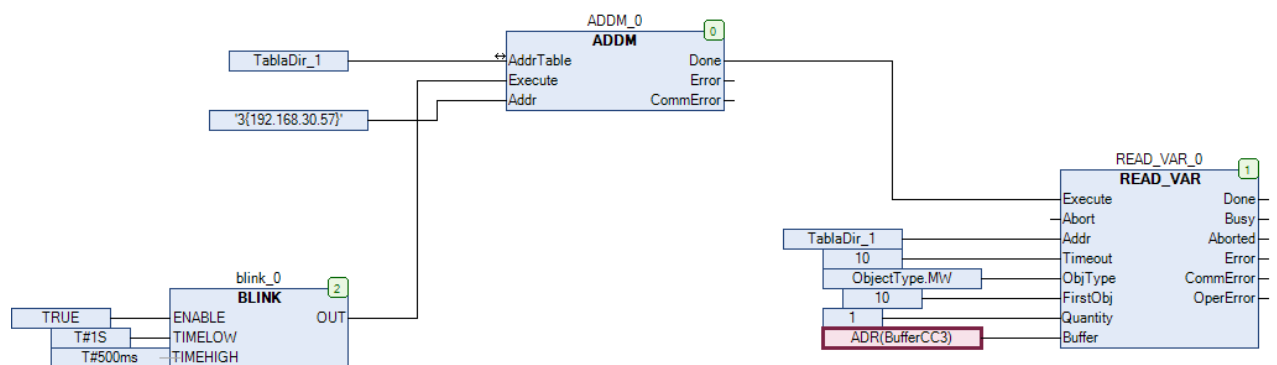 ADDM_0
0
ADDM
TablaDir_1
AddrTable
Done
Execute
Error
'3{192.168.30.57}'
Addr
CommError
READ_VAR_0
1
READ_VAR
Execute
Done
Abort
Busy
TablaDir_1
Addr
Aborted
10
Timeout
Error
ObjectType.MW
ObjType
CommError
10
FirstObj
OperError
1
Quantity
ADR(BufferCC3)
Buffer
blink_0
2
BLINK
TRUE
ENABLE
OUT
T#1S
TIMELOW
T#500ms
TIMEHIGH